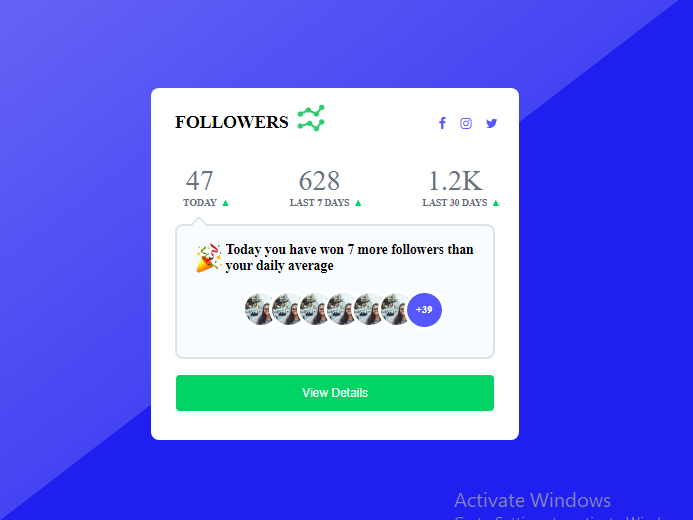 FOLLOWERS
47 628 1.2K
TODAY LAST 7 DAYS LAST 30 DAYS
Today you have won 7 more followers than
your daily average
+39
View Details
Activate Windows